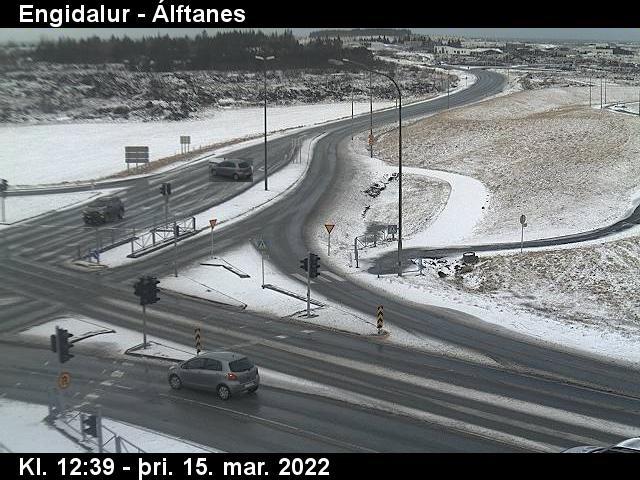 Engidalur - Álftanes
Kl. 12:39 - þri. 15. mar. 2022